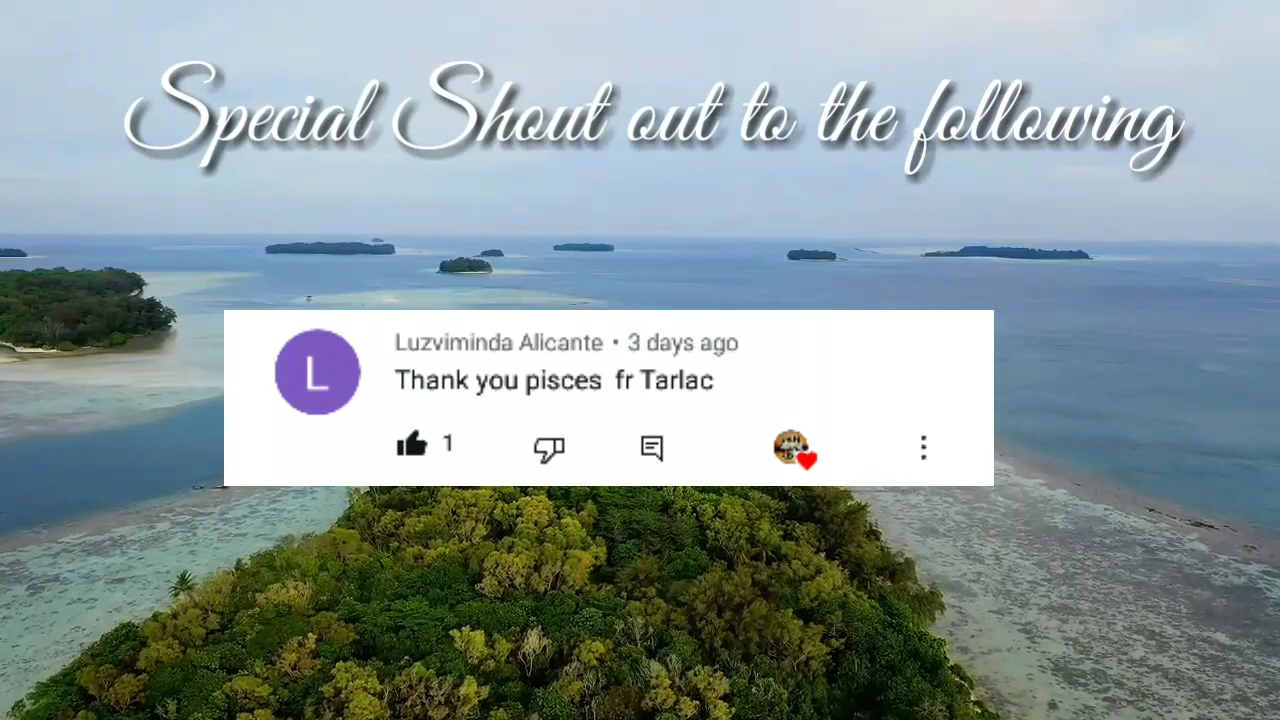 Special Shout out to the following
Luzviminda Alicante • 3 days ago
L
Thank you pisces fr Tarlac
1